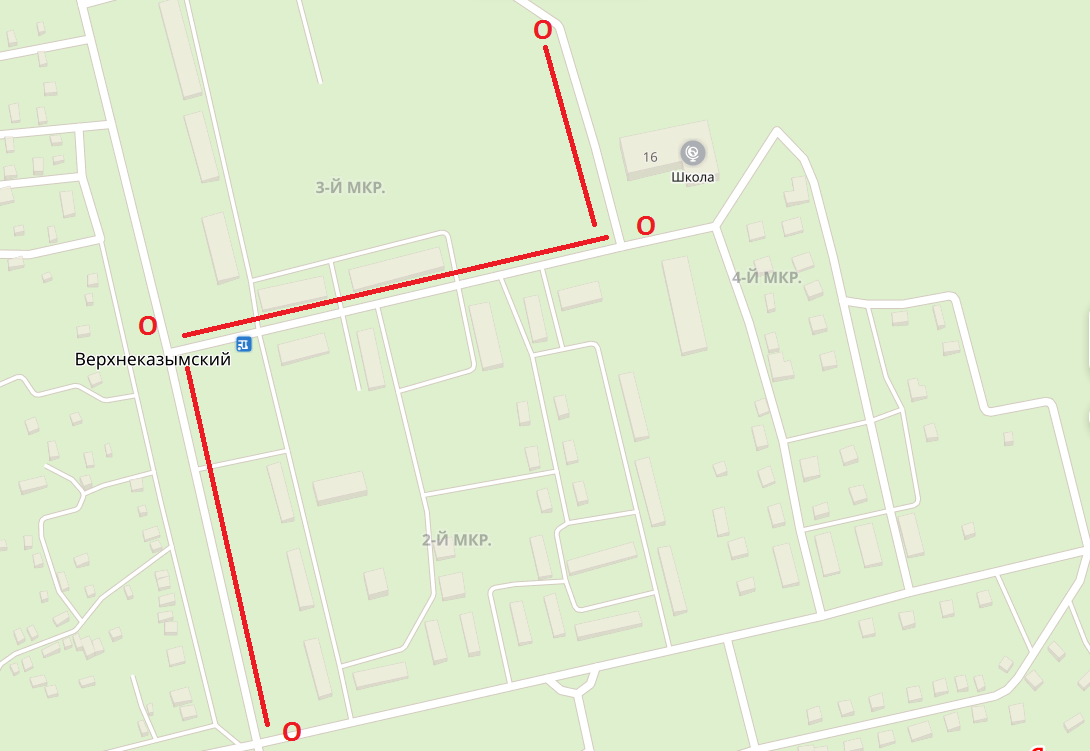 О
16
Школа
3-Й МКР.
О
4-Й МКР.
О
Верхнеказымский
2-Й МКР.
О